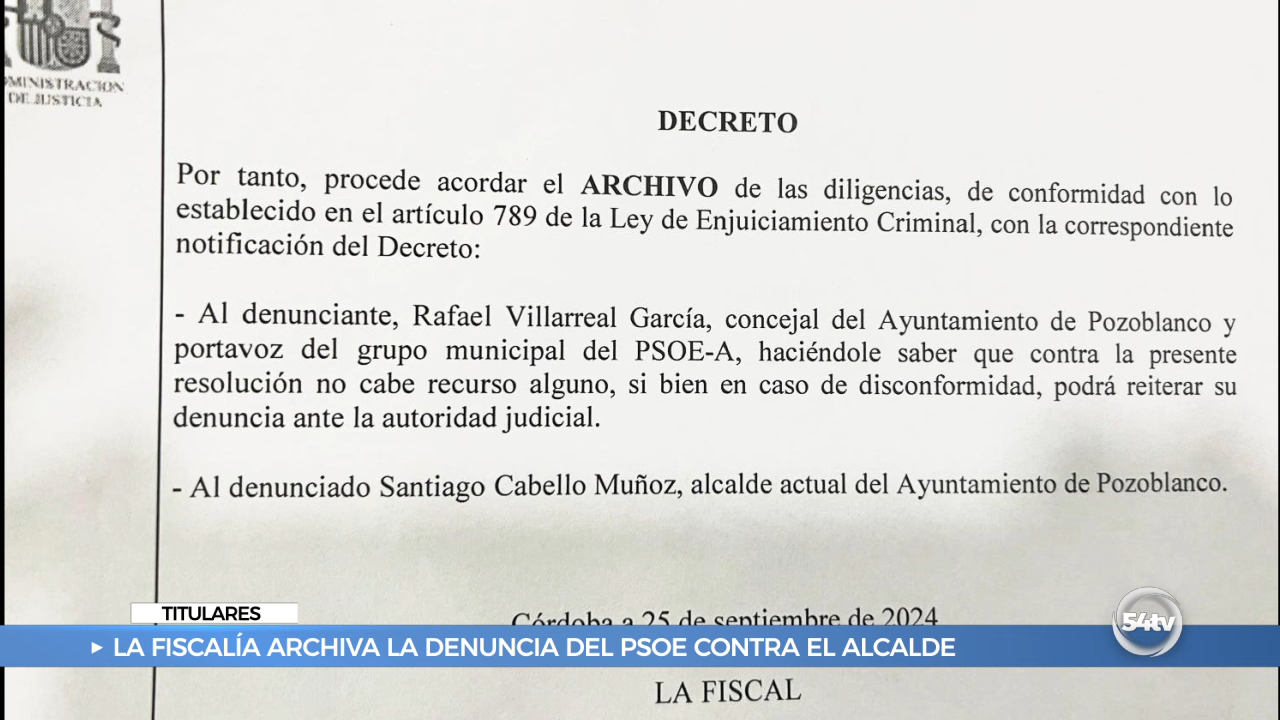 ADMINISTRACION
DE JUSTICIA
DECRETO
Por tanto, procede acordar el ARCHIVO de las diligencias, de conformidad con lo
establecido en el artículo 789 de la Ley de Enjuiciamiento Criminal, con la correspondiente
notificación del Decreto:
- Al denunciante, Rafael Villarreal García, concejal del Ayuntamiento de Pozoblanco y
portavoz del grupo municipal del PSOE-A, haciéndole saber que contra la presente
resolución no cabe recurso alguno, si bien en caso de disconformidad, podrá reiterar su
denuncia ante la autoridad judicial.
- Al denunciado Santiago Cabello Muñoz, alcalde actual del Ayuntamiento de Pozoblanco.
Córdoba a 25 de septiembre de 2024
TITULARES
LA FISCALÍA ARCHIVA LA DENUNCIA DEL PSOE CONTRA EL ALCALDE
54tv
LA FISCAL